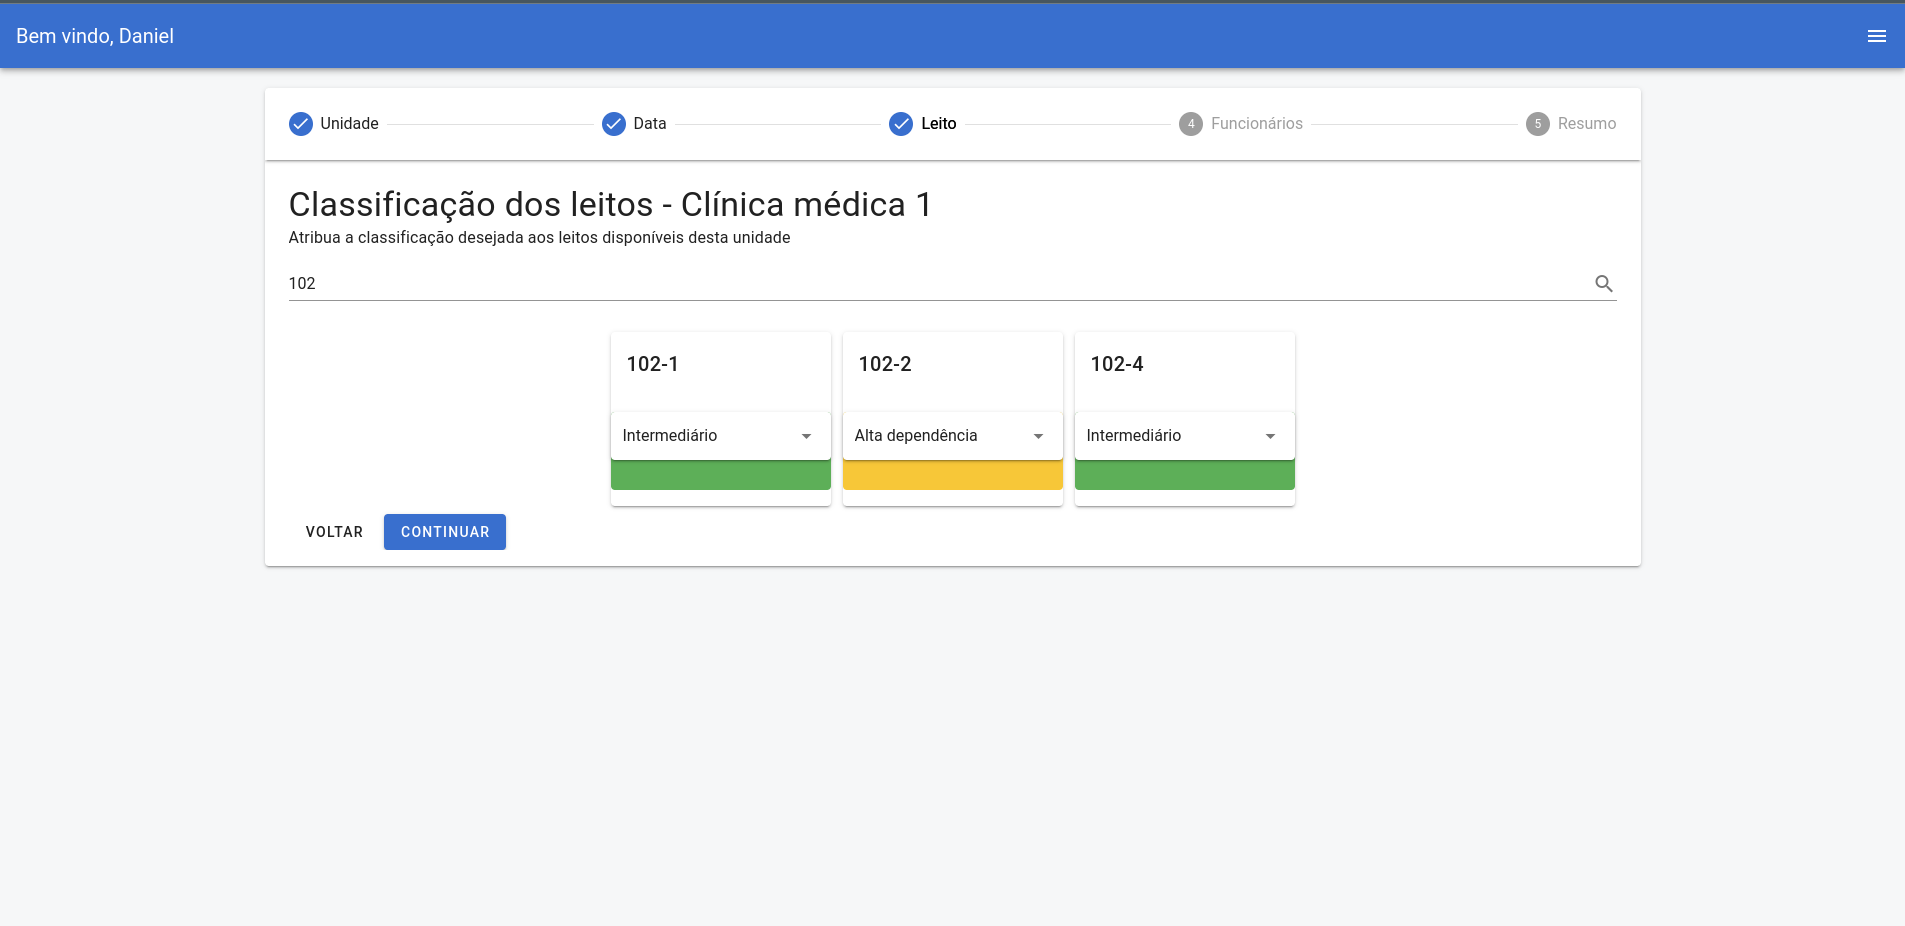 Bem vindo, Daniel
Unidade
Data
Leito
4 Funcionários
5 Resumo
Classificação dos leitos - Clínica médica 1
Atribua a classificação desejada aos leitos disponíveis desta unidade
102
102-1
102-2
102-4
Intermediário
Alta dependência
Intermediário
VOLTAR
CONTINUAR